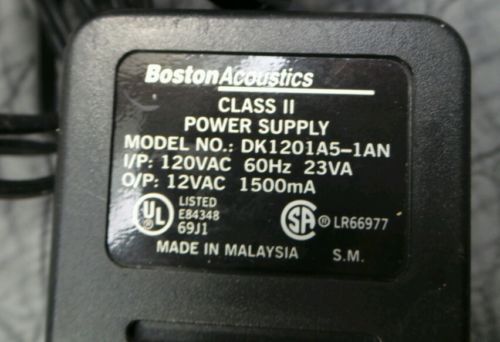 BostonAcoustics
CLASS II
POWER SUPPLY
MODEL NO.: DK1201A5-1AN
I/P: 120VAC 60Hz 23VA
O/P: 12VAC 1500mA
UL ®
LISTED
E84348
69J1
SA ® LR66977
MADE IN MALAYSIA S.M.